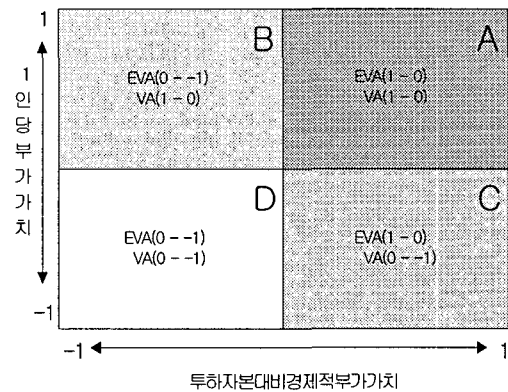 1
1
인
당
부
가
가
치
-1
B
EVA(0 - -1)
VA(1 - 0)
A
EVA(1 - 0)
VA(1 - 0)
D
EVA(0 - -1)
VA(0 - -1)
C
EVA(1 - 0)
VA(0 - -1)
-1
1
투하자본대비경제적부가가치